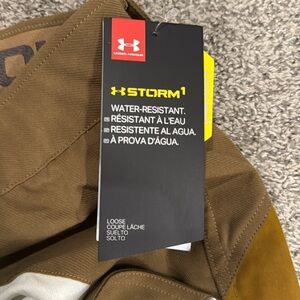 UNDER ARMOUR
STORM1
WATER-RESISTANT.
RÉSISTANT À L'EAU
RESISTENTE AL AGUA.
À PROVA D'ÁGUA.
LOOSE
COUPE LÂCHE
SUELTO
SOLTO